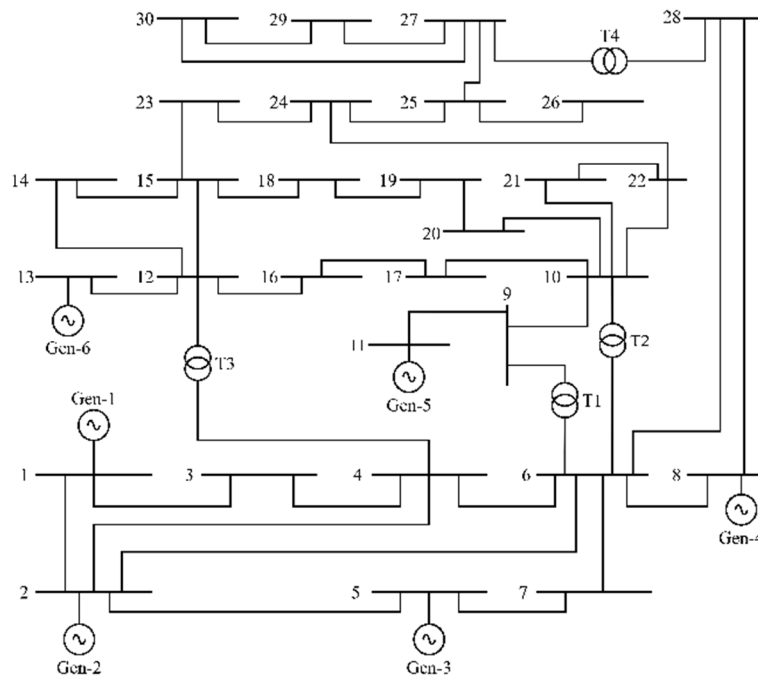 30 29 27 28
T4
23 24 25 26
14 15 18 19 21 22
20
13 12 16 17 10
9
Gen-6 T3 11 T2
Gen-5 T1
Gen-1
1 3 4 6 8
Gen-4
2 5 7
Gen-2 Gen-3